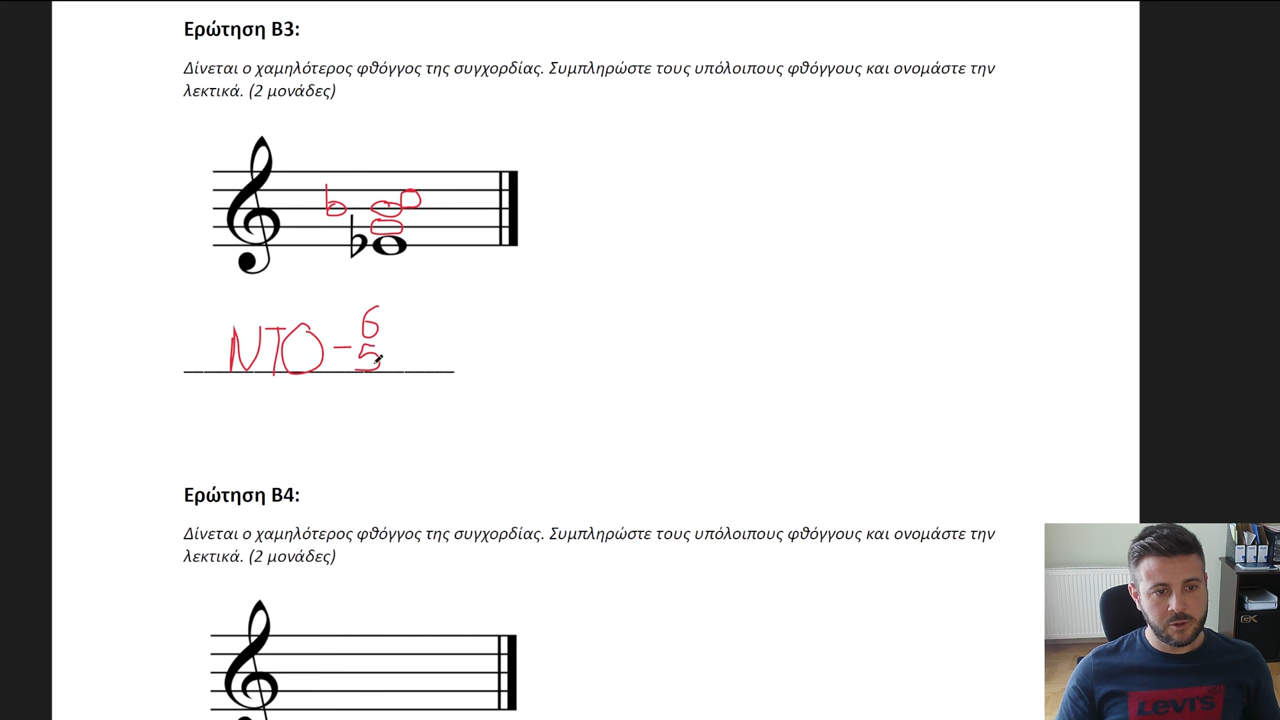 Ερώτηση Β3:
Δίνεται ο χαμηλότερος φθόγγος της συγχορδίας. Συμπληρώστε τους υπόλοιπους φθόγγους και ονομάστε την
λεκτικά. (2 μονάδες)
ΝΤΟ - 6
5
Ερώτηση Β4:
Δίνεται ο χαμηλότερος φθόγγος της συγχορδίας. Συμπληρώστε τους υπόλοιπους φθόγγους και ονομάστε την
λεκτικά. (2 μονάδες)
Levi's